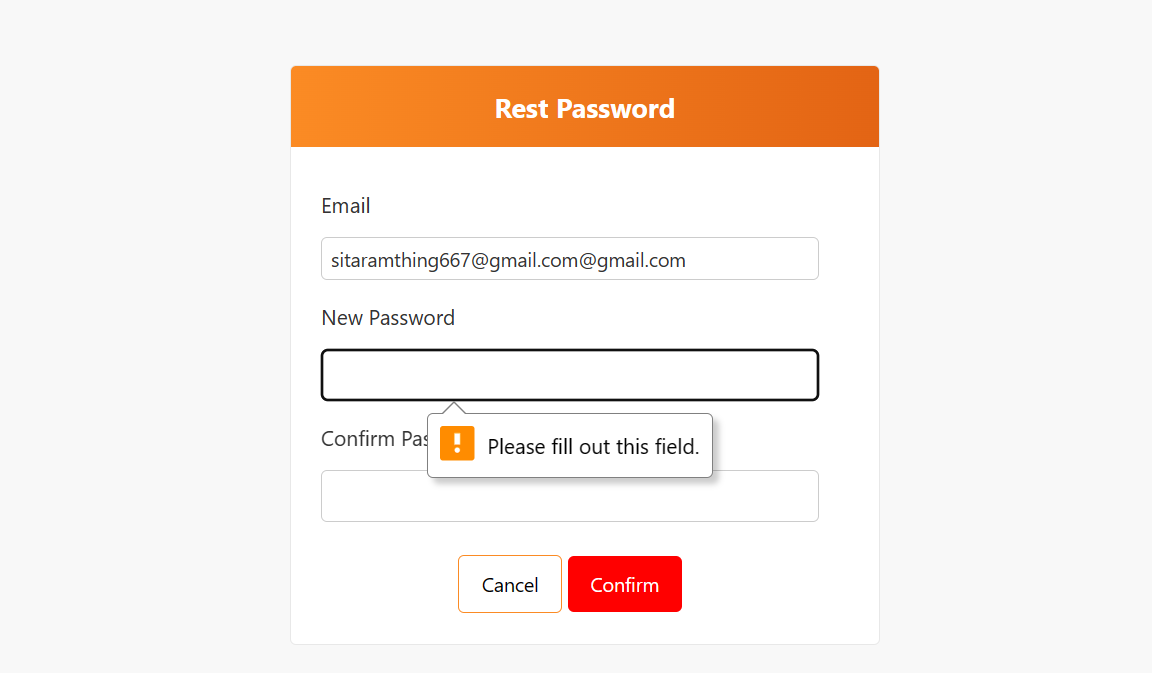 Rest Password
Email
sitaramthing667@gmail.com@gmail.com
New Password
Confirm Pas
Please fill out this field.
Cancel
Confirm